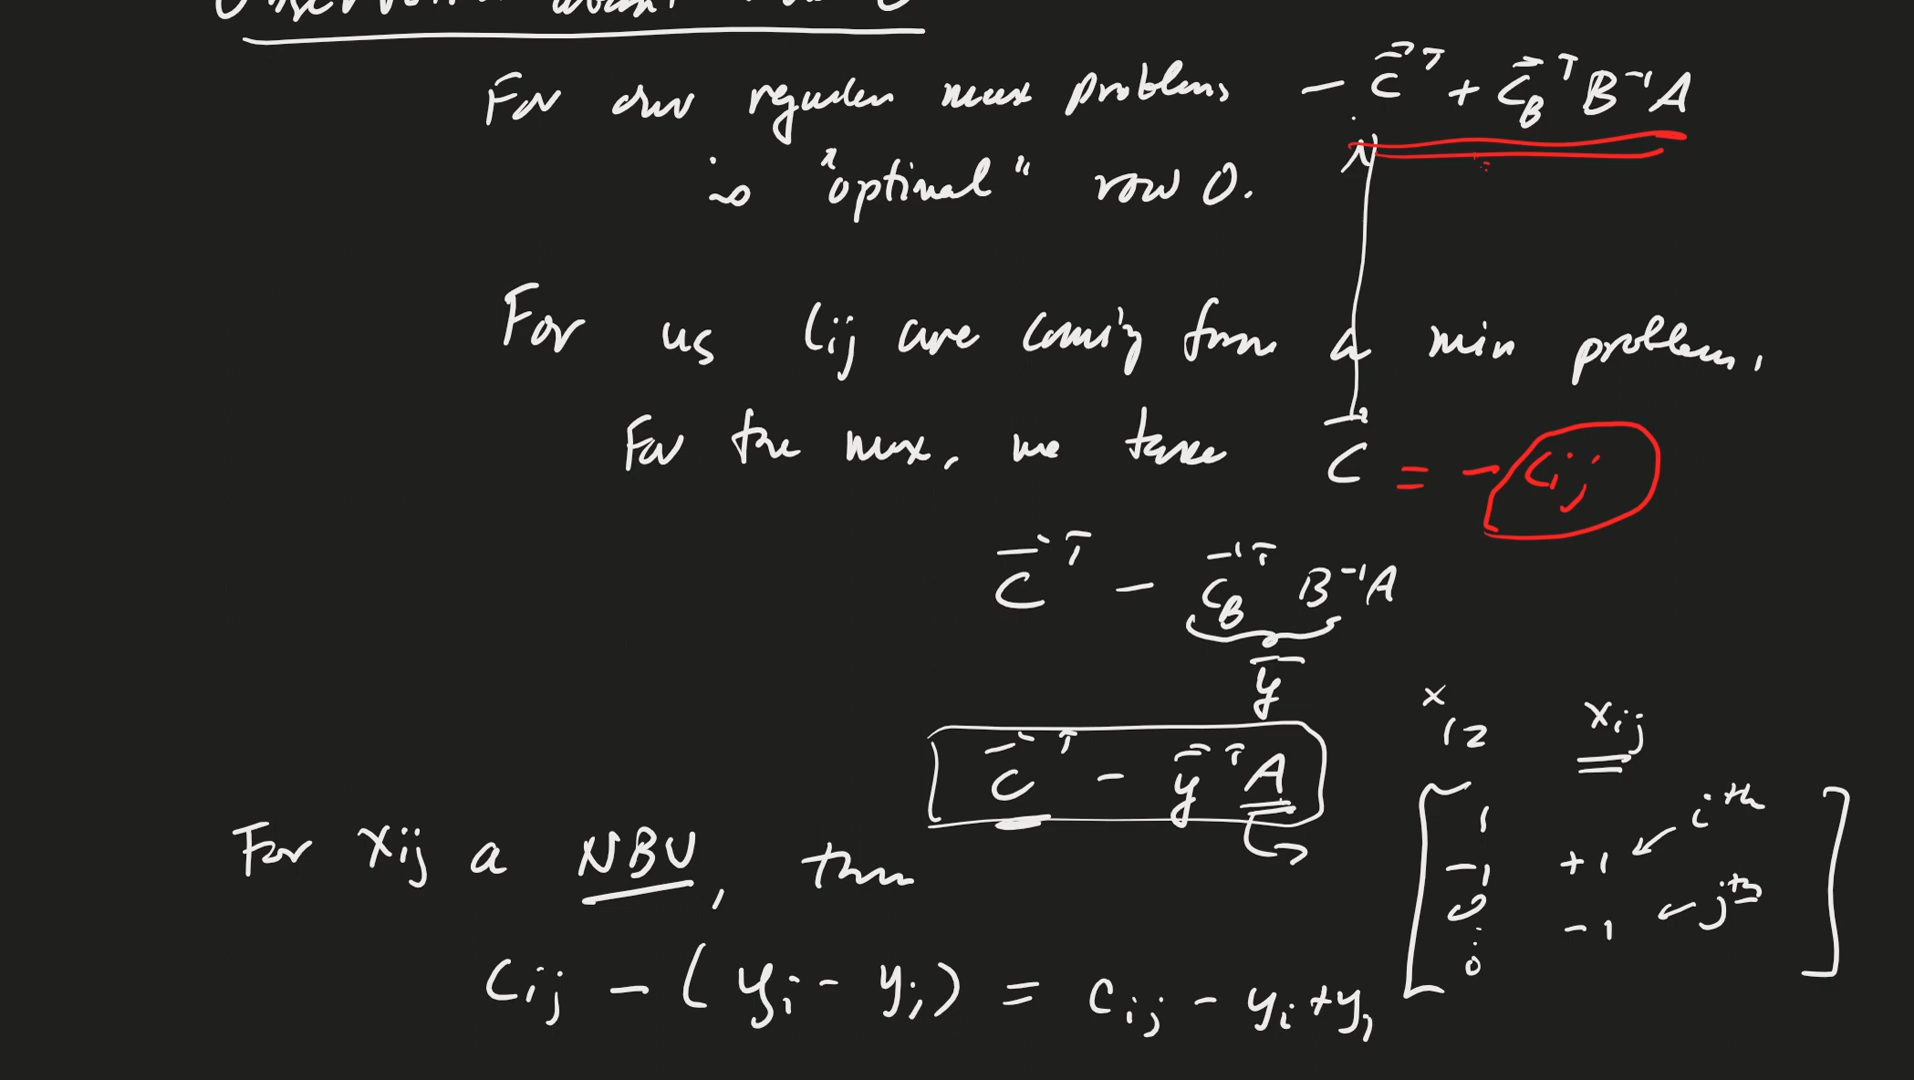 about
For our regular max problem, - c⃗ᵀ + c⃗_Bᵀ B⁻¹A
is "optimal" row 0.
For us Cij are coming from a min problem.
For the max, we take c⃗ = - cij
c⃗ᵀ - c⃗_Bᵀ B⁻¹A
y⃗
c⃗ᵀ - y⃗ᵀA
x12 xij
1
-1 +1 ← ith
0 -1 ← jth
⋮
0
For xij a NBV, then
cij - (yi - yj) = cij - yi + yj